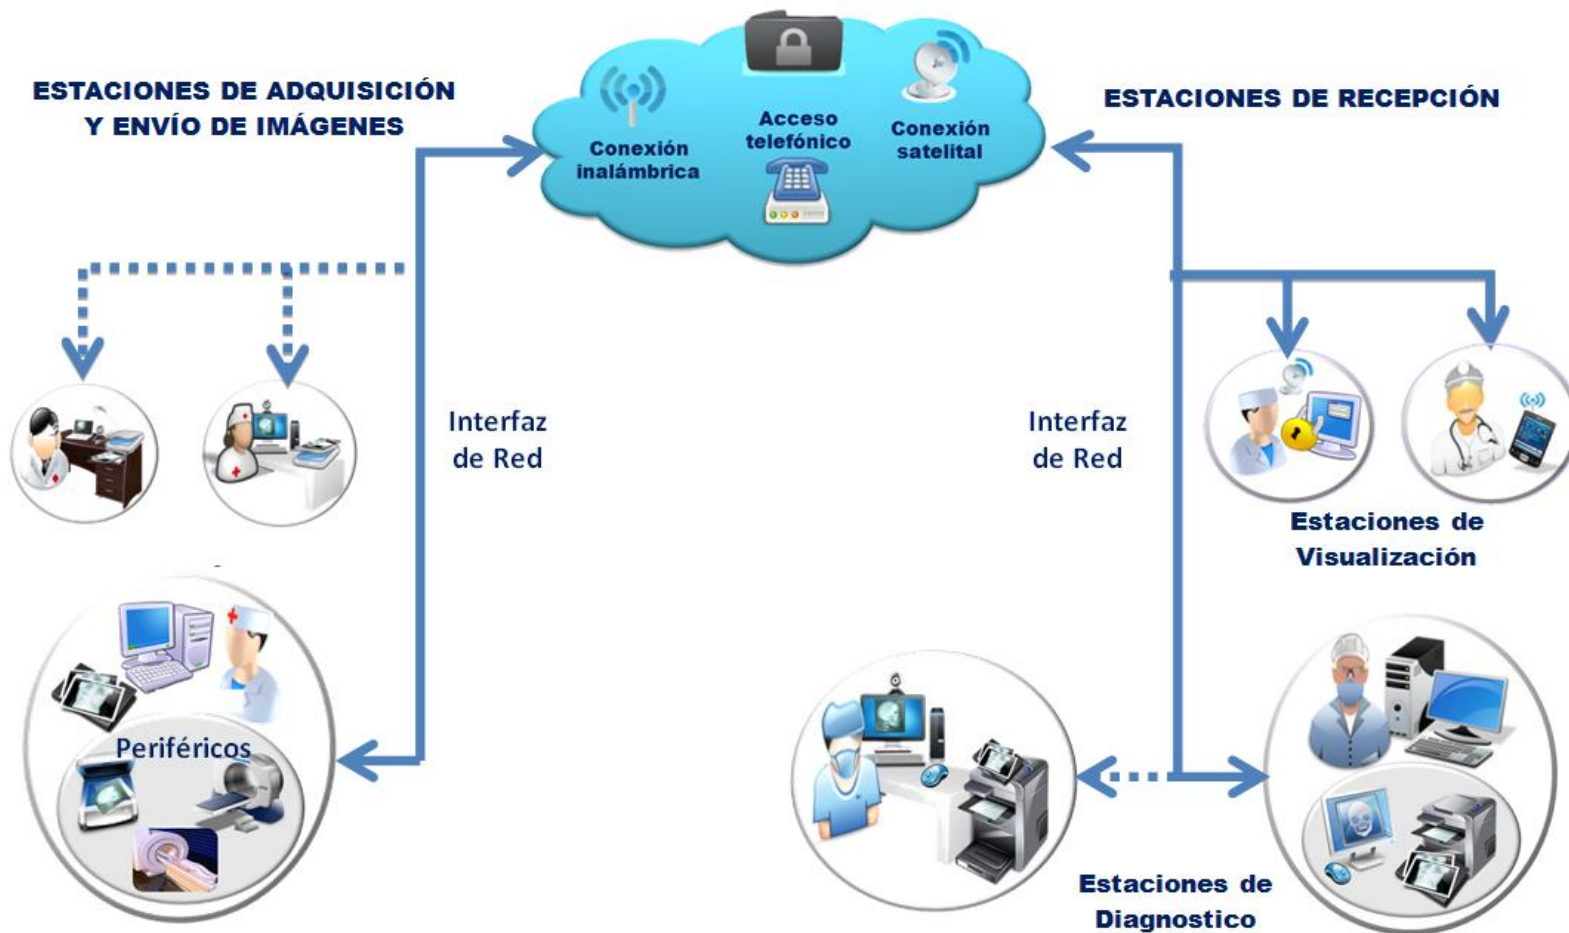 ESTACIONES DE ADQUISICIÓN
Y ENVÍO DE IMÁGENES
Conexión
inalámbrica
Acceso
telefónico
Conexión
satelital
ESTACIONES DE RECEPCIÓN
Interfaz
de Red
Interfaz
de Red
Estaciones de
Visualización
Periféricos
Estaciones de
Diagnostico